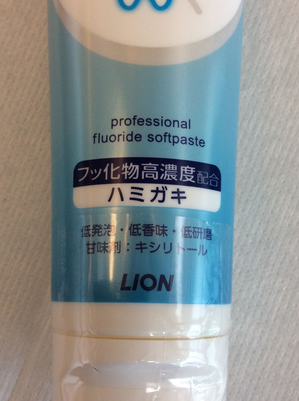 professional
fluoride softpaste
フッ化物高濃度配合
ハミガキ
低発泡・低香味・低研磨
甘味剤：キシリトール
LION